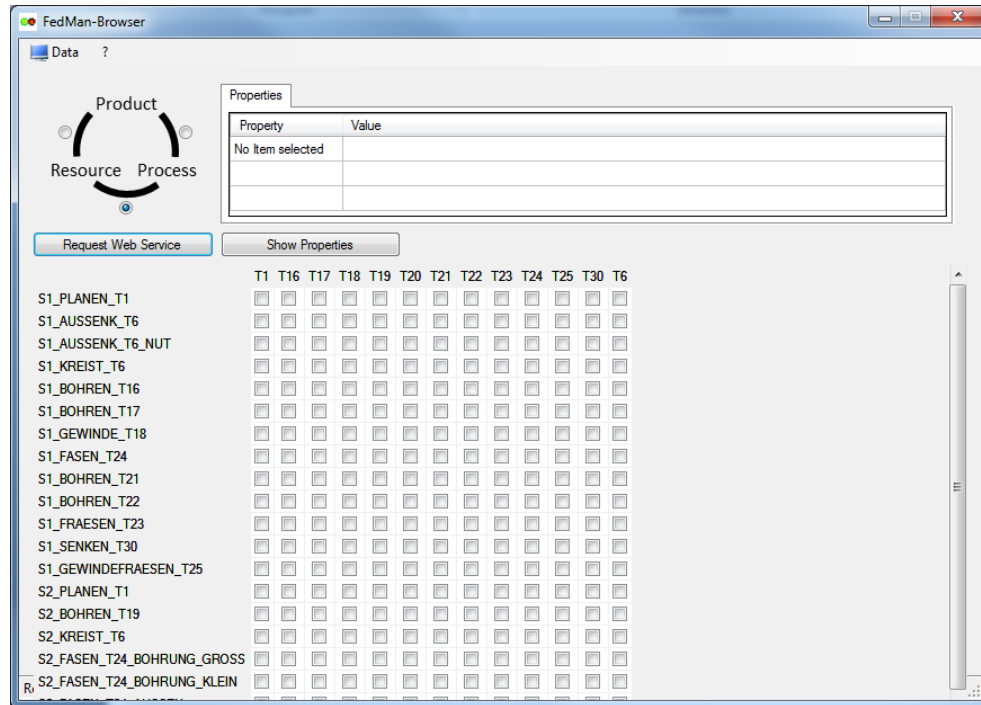 FedMan-Browser
Data ?
Product
Resource Process
Properties
Property Value
No Item selected
Request Web Service Show Properties
T1 T16 T17 T18 T19 T20 T21 T22 T23 T24 T25 T30 T6
S1_PLANEN_T1
S1_AUSSENK_T6
S1_AUSSENK_T6_NUT
S1_KREIST_T6
S1_BOHREN_T16
S1_BOHREN_T17
S1_GEWINDE_T18
S1_FASEN_T24
S1_BOHREN_T21
S1_BOHREN_T22
S1_FRAESEN_T23
S1_SENKEN_T30
S1_GEWINDEFRAESEN_T25
S2_PLANEN_T1
S2_BOHREN_T19
S2_KREIST_T6
S2_FASEN_T24_BOHRUNG_GROSS
S2_FASEN_T24_BOHRUNG_KLEIN